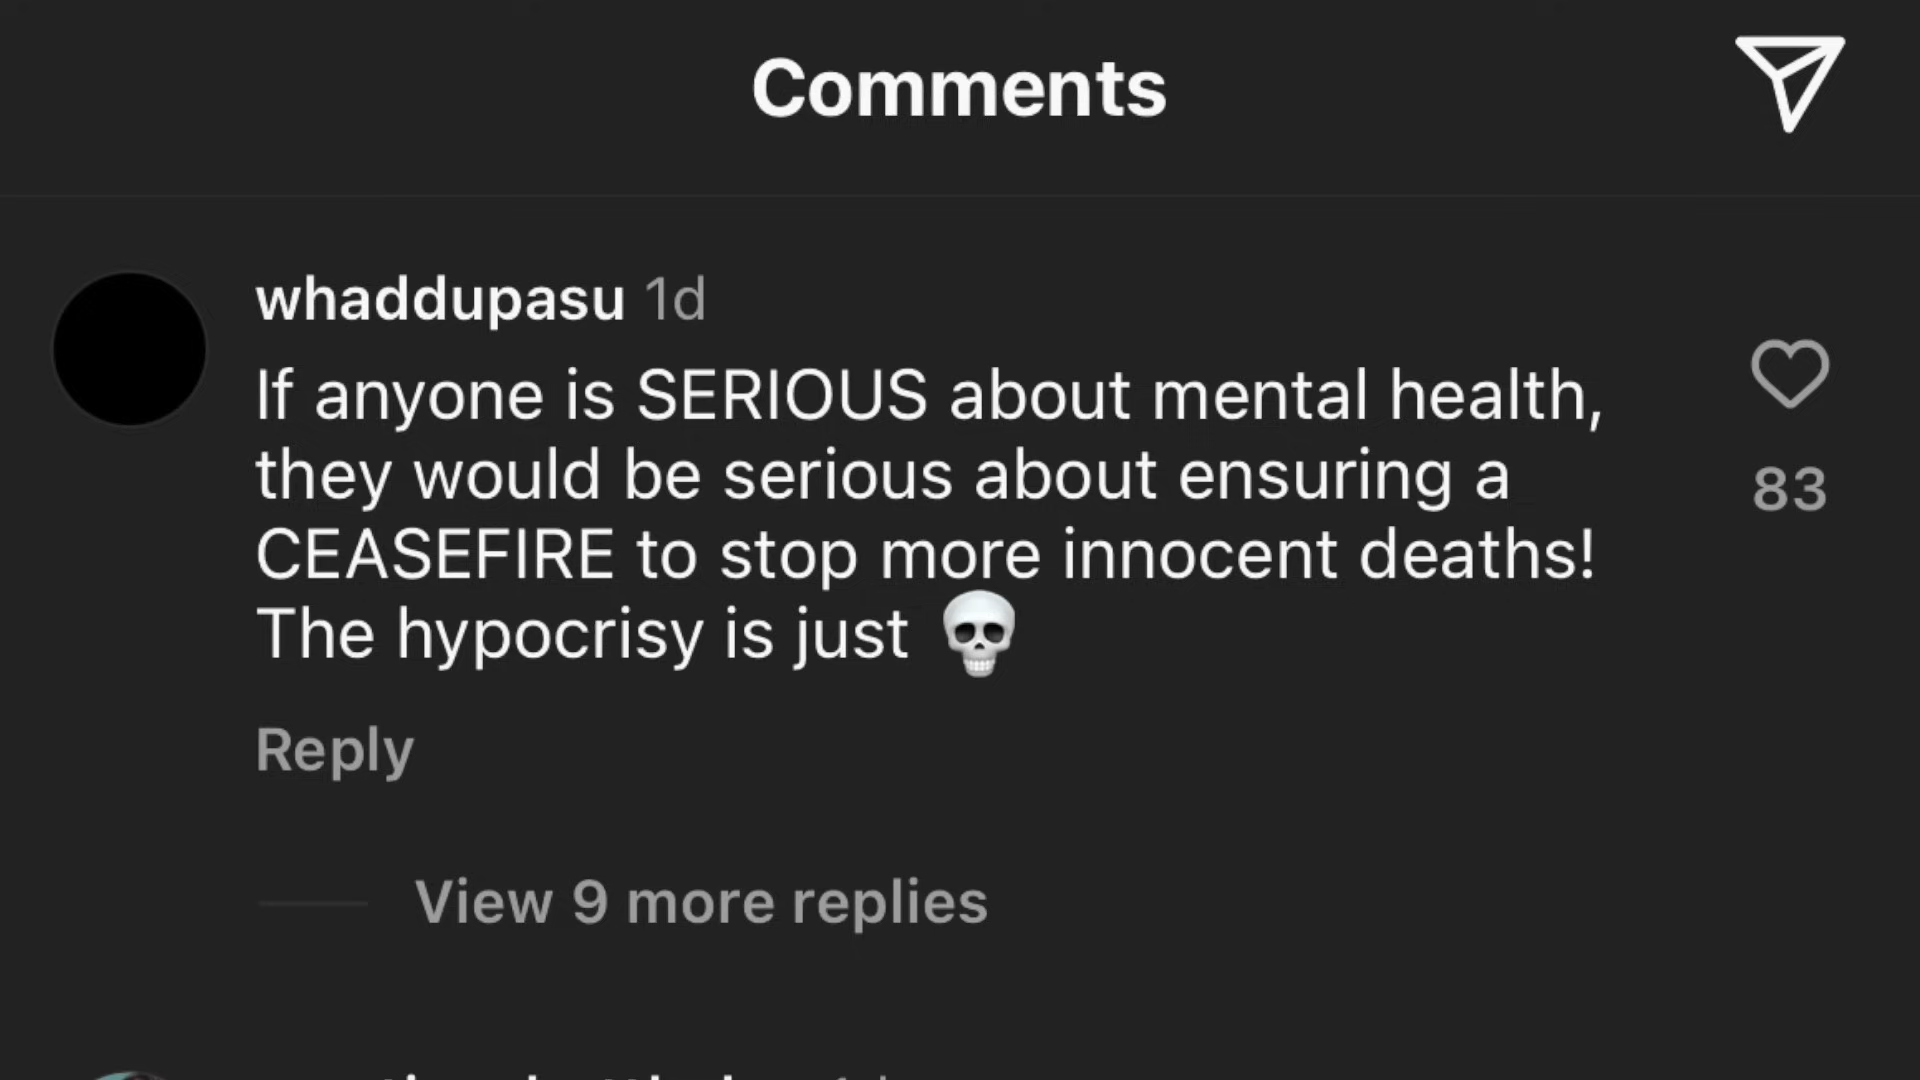 Comments
whaddupasu 1d
If anyone is SERIOUS about mental health,
they would be serious about ensuring a
CEASEFIRE to stop more innocent deaths!
The hypocrisy is just 💀
83
Reply
View 9 more replies